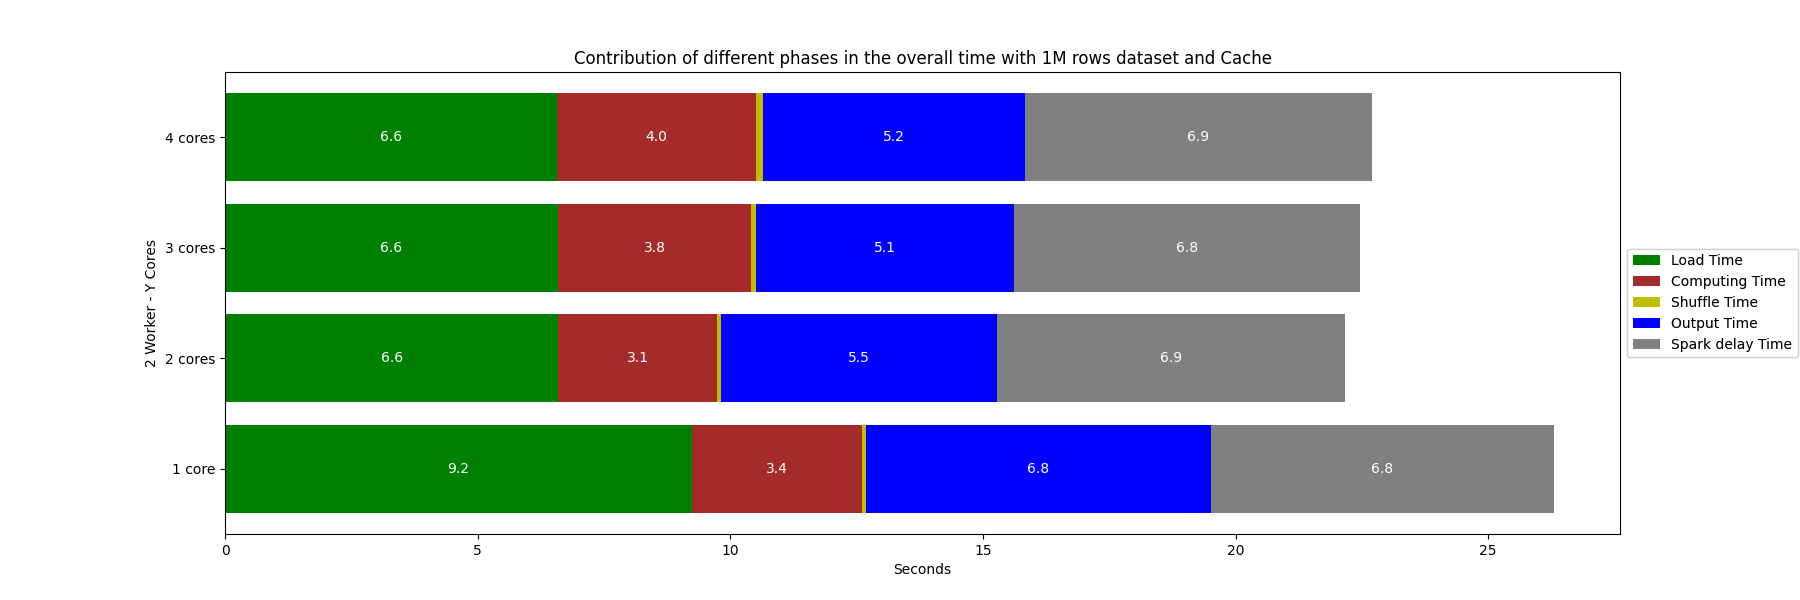 Contribution of different phases in the overall time with 1M rows dataset and Cache
2 Worker - Y Cores
4 cores
6.6 4.0 5.2 6.9
3 cores
6.6 3.8 5.1 6.8
2 cores
6.6 3.1 5.5 6.9
1 core
9.2 3.4 6.8 6.8
0 5 10 15 20 25
Seconds
Load Time
Computing Time
Shuffle Time
Output Time
Spark delay Time